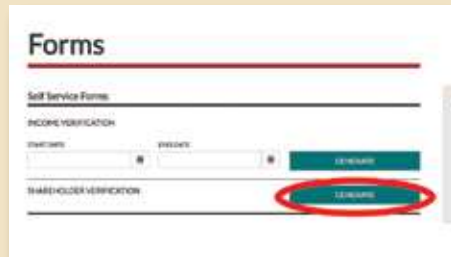 Forms
Self Service Forms
INCOME VERIFICATION
START DATE END DATE
GENERATE
SHAREHOLDER VERIFICATION GENERATE